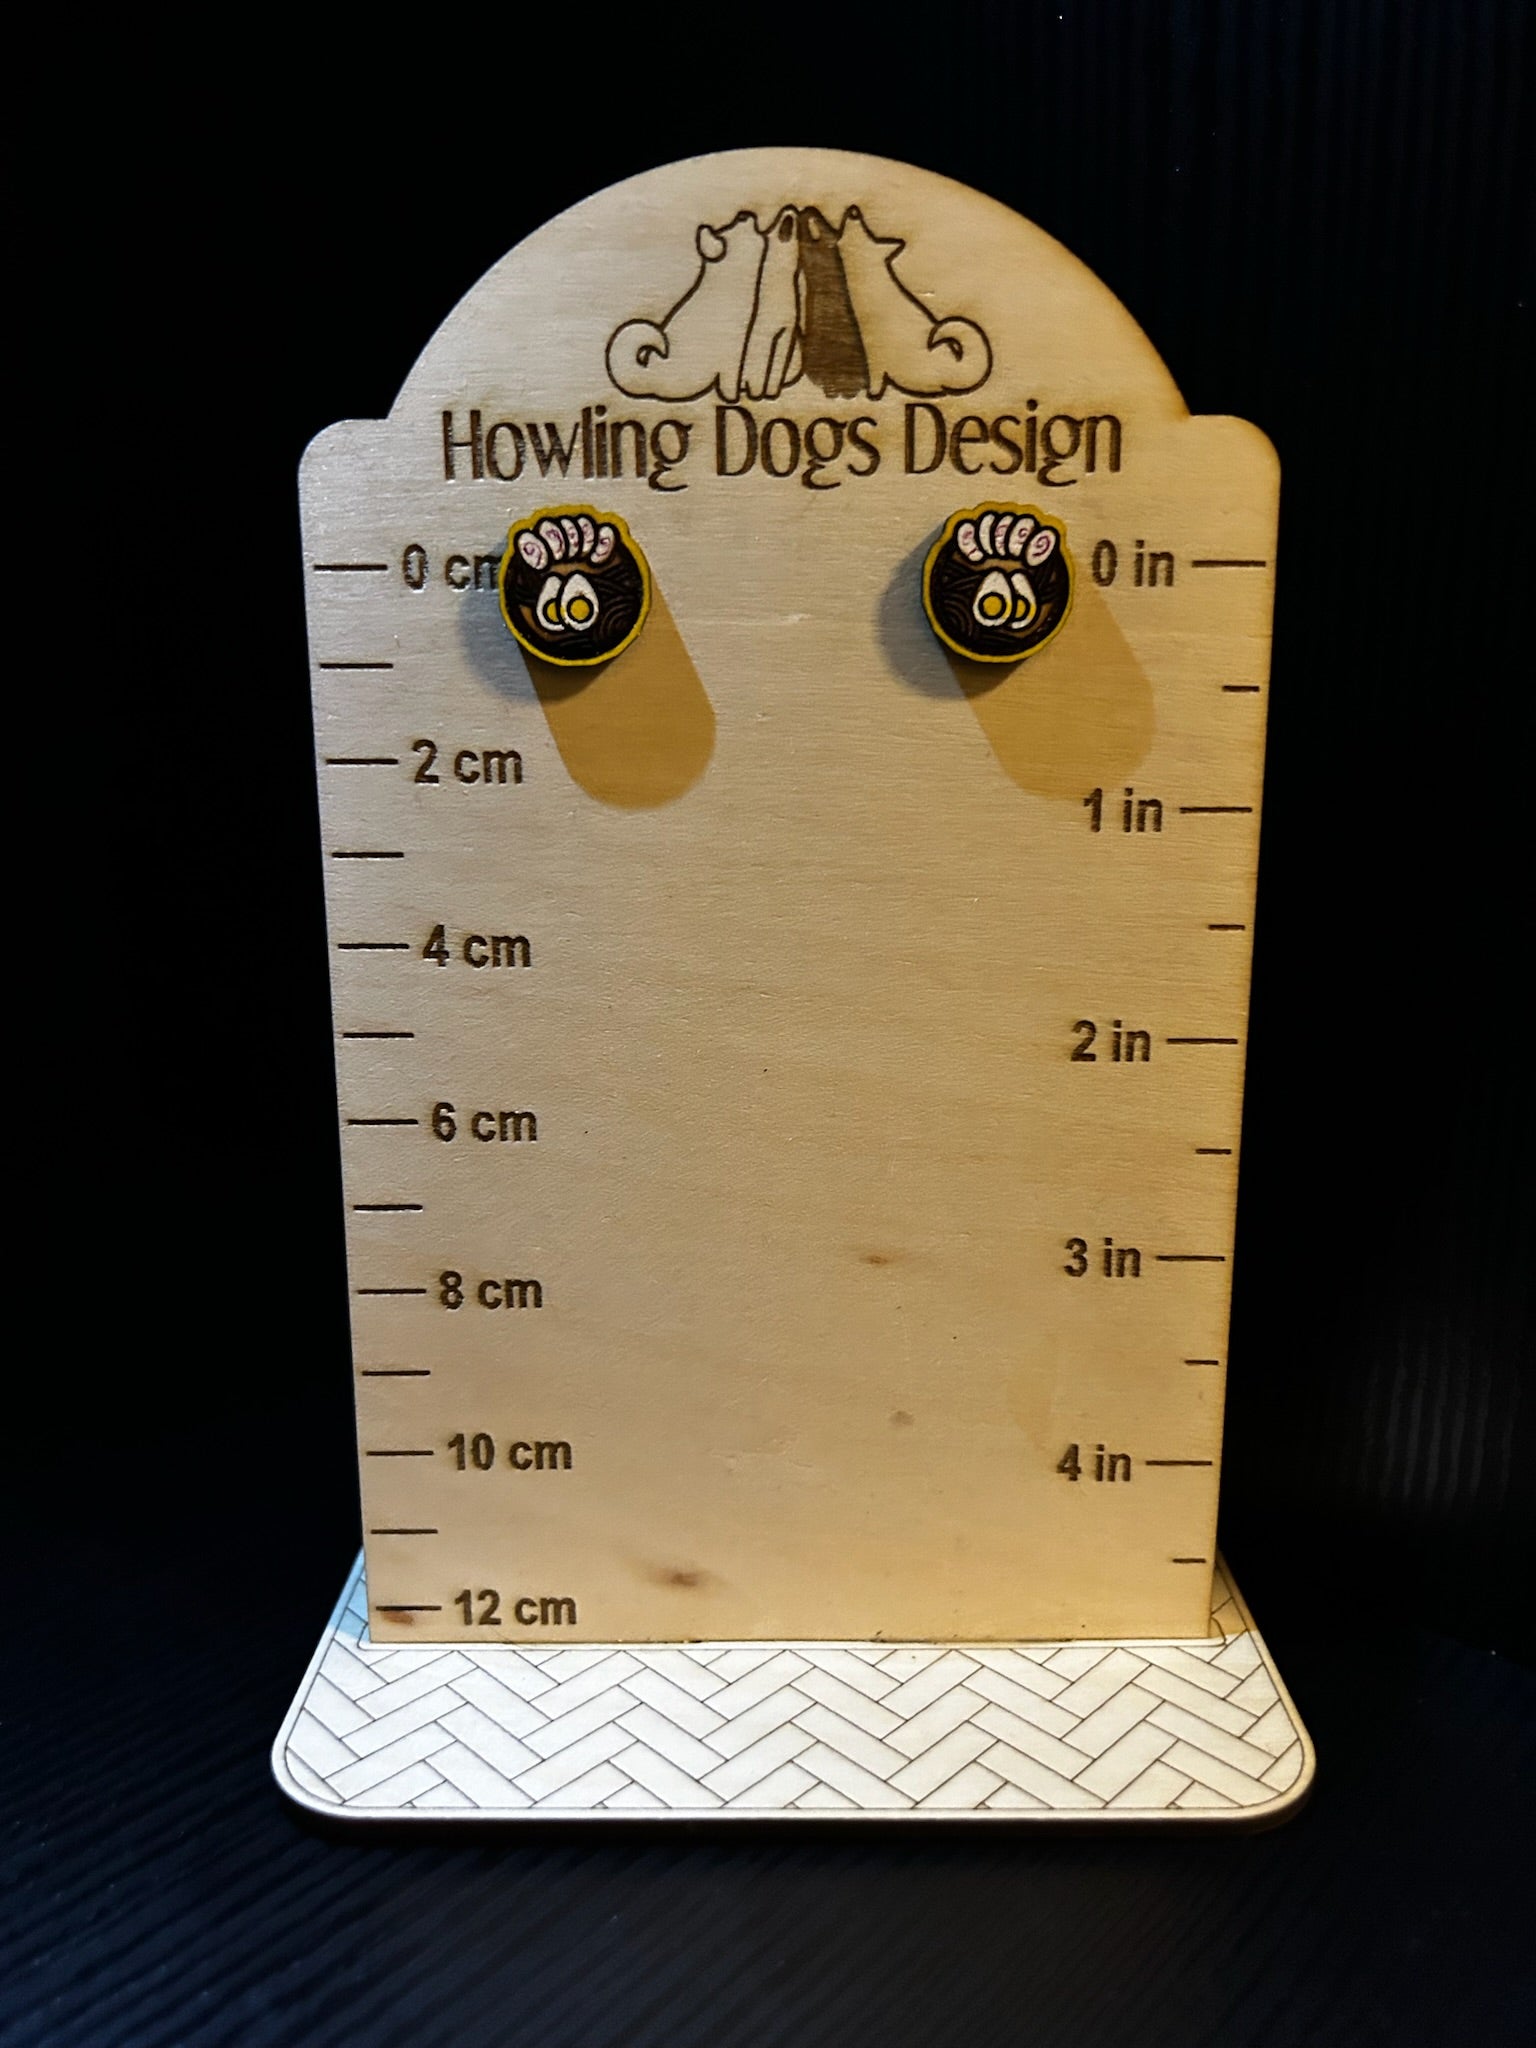 Howling Dogs Design
0 cm 0 in
2 cm
1 in
4 cm
2 in
6 cm
3 in
8 cm
10 cm
4 in
12 cm